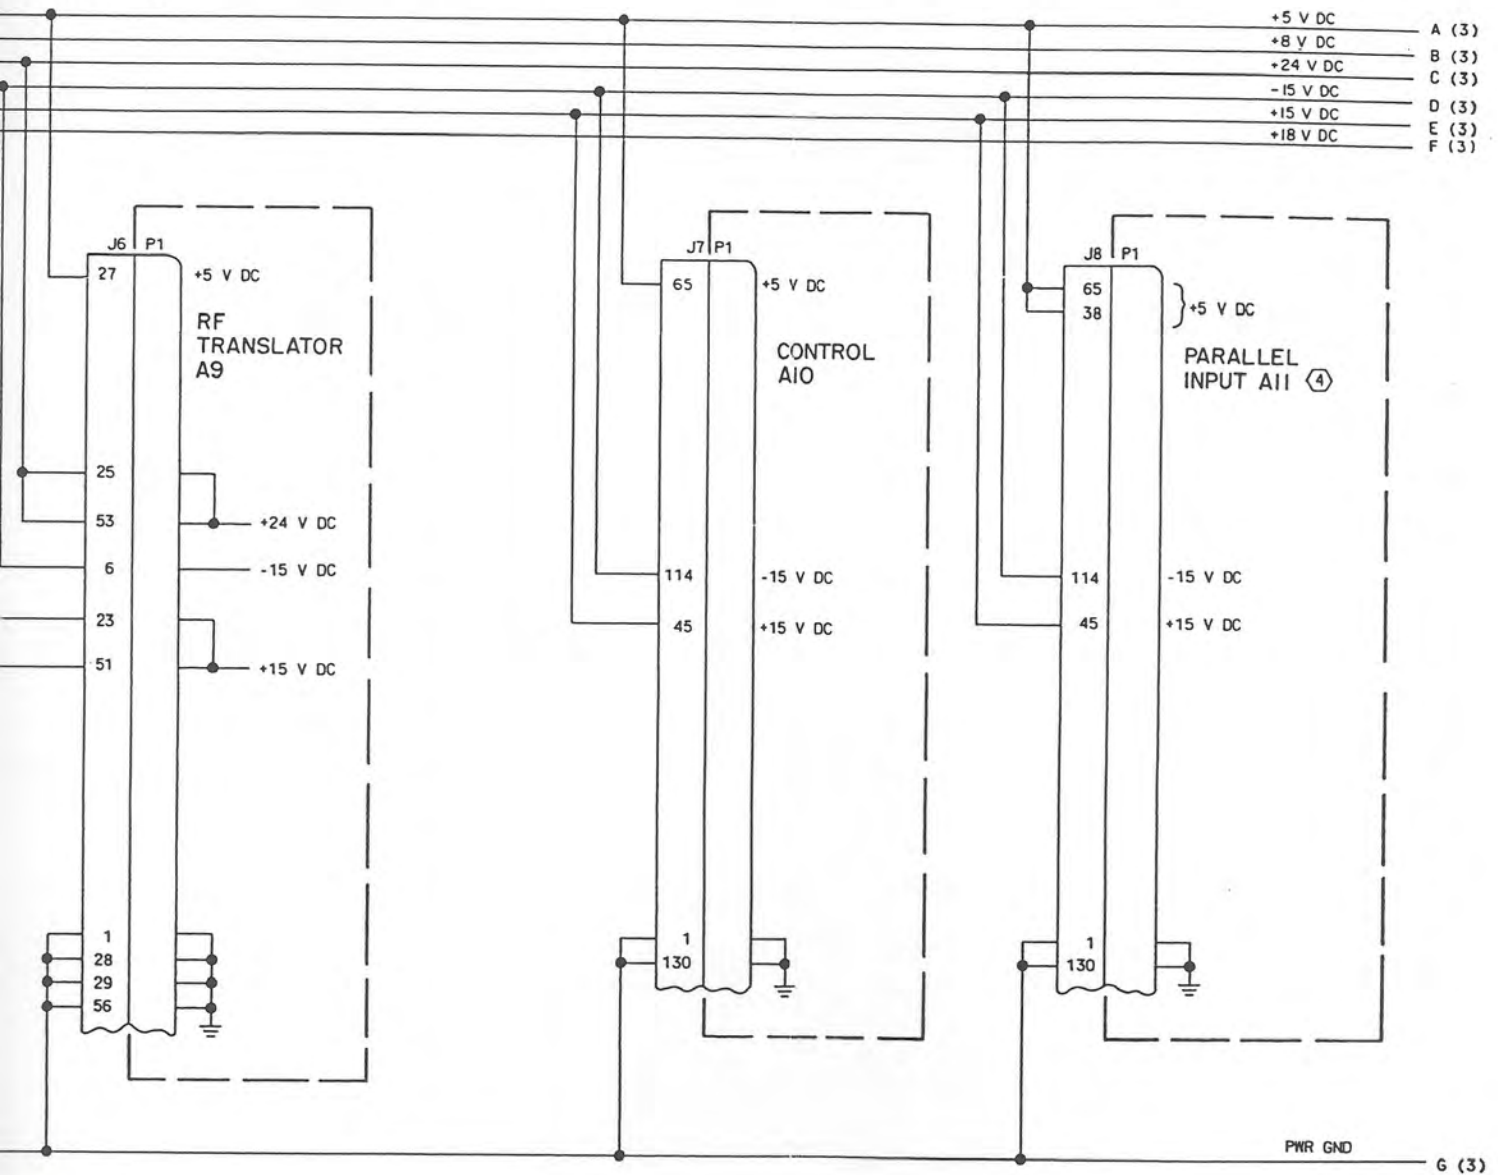 +5 V DC A (3)
+8 V DC B (3)
+24 V DC C (3)
-15 V DC D (3)
+15 V DC E (3)
+18 V DC F (3)
J6 P1
27 +5 V DC
RF
TRANSLATOR
A9
25
53 +24 V DC
6 -15 V DC
23
51 +15 V DC
1
28
29
56
J7 P1
65 +5 V DC
CONTROL
A10
114 -15 V DC
45 +15 V DC
1
130
J8 P1
65
38
+5 V DC
PARALLEL
INPUT A11 4
114 -15 V DC
45 +15 V DC
1
130
PWR GND G (3)